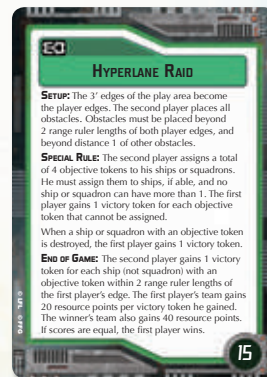 HYPERLANE RAID
SETUP: The 3' edges of the play area become
the player edges. The second player places all
obstacles. Obstacles must be placed beyond
2 range ruler lengths of both player edges, and
beyond distance 1 of other obstacles.
SPECIAL RULE: The second player assigns a total
of 4 objective tokens to his ships or squadrons.
He must assign them to ships, if able, and no
ship or squadron can have more than 1. The first
player gains 1 victory token for each objective
token that cannot be assigned.
When a ship or squadron with an objective token
is destroyed, the first player gains 1 victory token.
END OF GAME: The second player gains 1 victory
token for each ship (not squadron) with an
objective token within 2 range ruler lengths of
the first player's edge. The first player's team gains
20 resource points per victory token he gained.
The winner's team also gains 40 resource points.
If scores are equal, the first player wins.
15